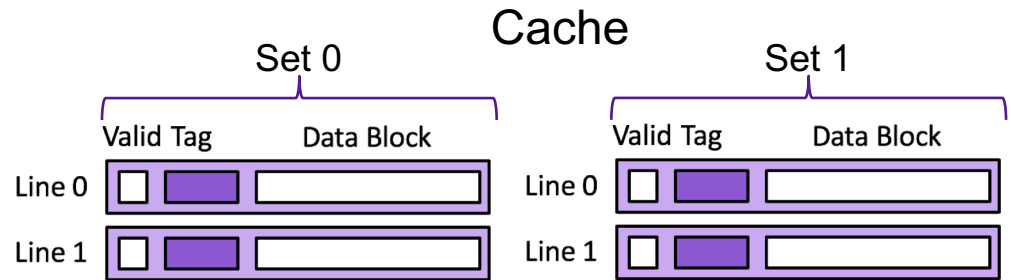 Cache
Set 0 Set 1
Valid Tag Data Block Valid Tag Data Block
Line 0 Line 0
Line 1 Line 1